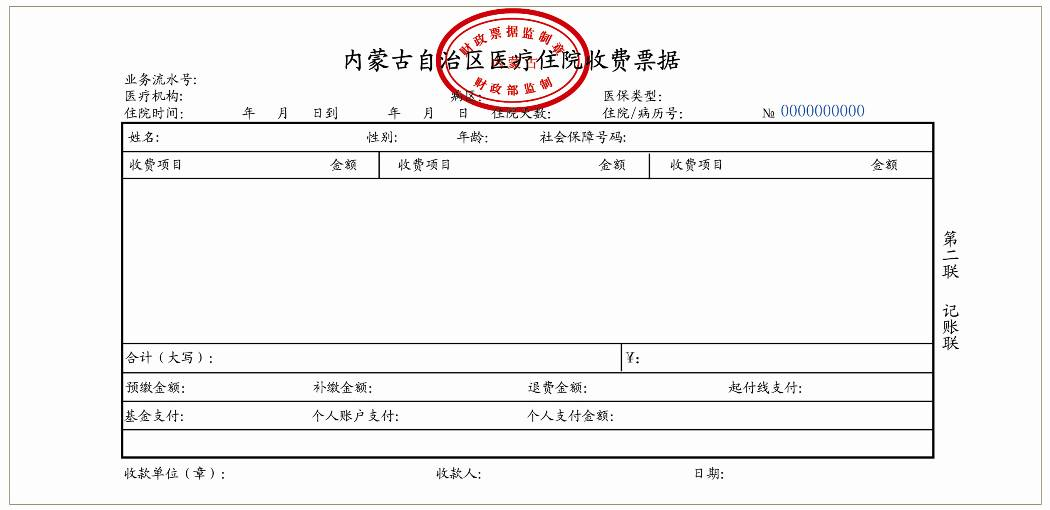 财政票据监制章
内蒙古
财政部监制
内蒙古自治区医疗住院收费票据
业务流水号:
医疗机构: 病区: 医保类型:
住院时间: 年 月 日到 年 月 日 住院天数: 住院/病历号: № 0000000000
姓名: 性别: 年龄: 社会保障号码:
收费项目 金额 收费项目 金额 收费项目 金额
合计（大写）: ¥:
预缴金额: 补缴金额: 退费金额: 起付线支付:
基金支付: 个人账户支付: 个人支付金额:
收款单位（章）: 收款人: 日期:
第二联 记账联